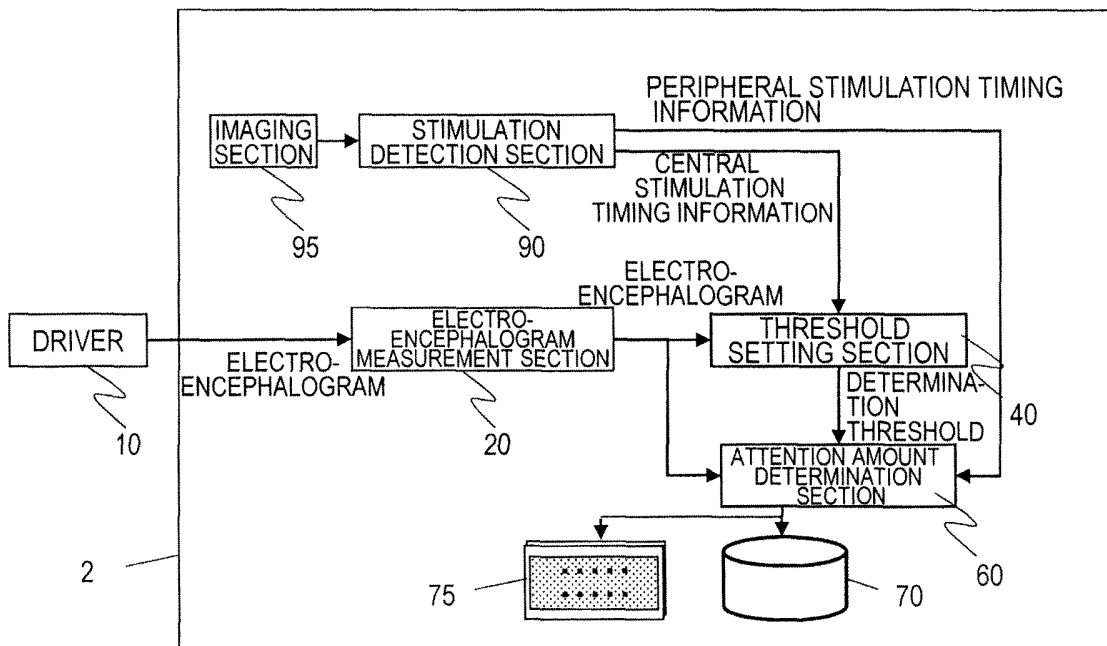 PERIPHERAL STIMULATION TIMING
INFORMATION
IMAGING
SECTION
STIMULATION
DETECTION SECTION
CENTRAL
STIMULATION
TIMING INFORMATION
95
90
ELECTRO-
ENCEPHALOGRAM
DRIVER
ELECTRO-
ENCEPHALOGRAM
MEASUREMENT SECTION
THRESHOLD
SETTING SECTION
ELECTRO-
ENCEPHALOGRAM
10
20
DETERMINA-
TION
THRESHOLD
40
ATTENTION AMOUNT
DETERMINATION
SECTION
2
75
70
60